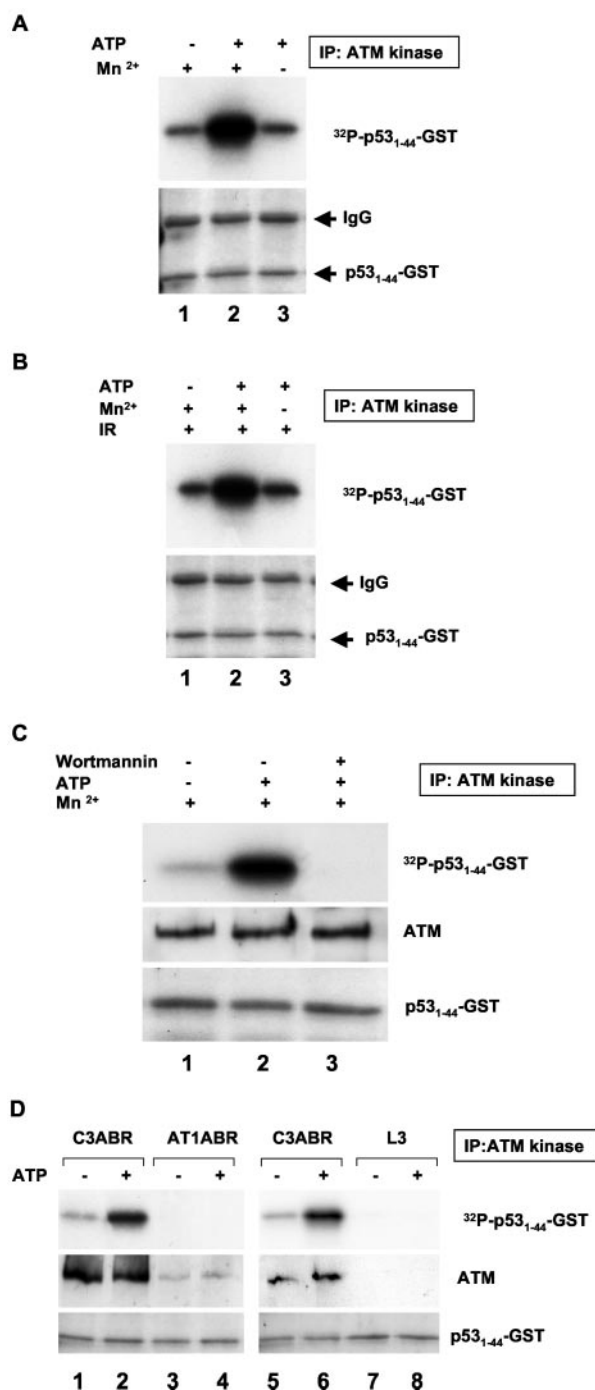 A
ATP - + +
Mn 2+ + + -
IP: ATM kinase
32P-p531-44-GST
IgG
p531-44-GST
1 2 3
B
ATP - + +
Mn2+ + + -
IR + + +
IP: ATM kinase
32P-p531-44-GST
IgG
p531-44-GST
1 2 3
C
Wortmannin - - +
ATP - + +
Mn 2+ + + +
IP: ATM kinase
32P-p531-44-GST
ATM
p531-44-GST
1 2 3
D
C3ABR AT1ABR C3ABR L3
IP:ATM kinase
ATP - + - + - + - +
32P-p531-44-GST
ATM
p531-44-GST
1 2 3 4 5 6 7 8